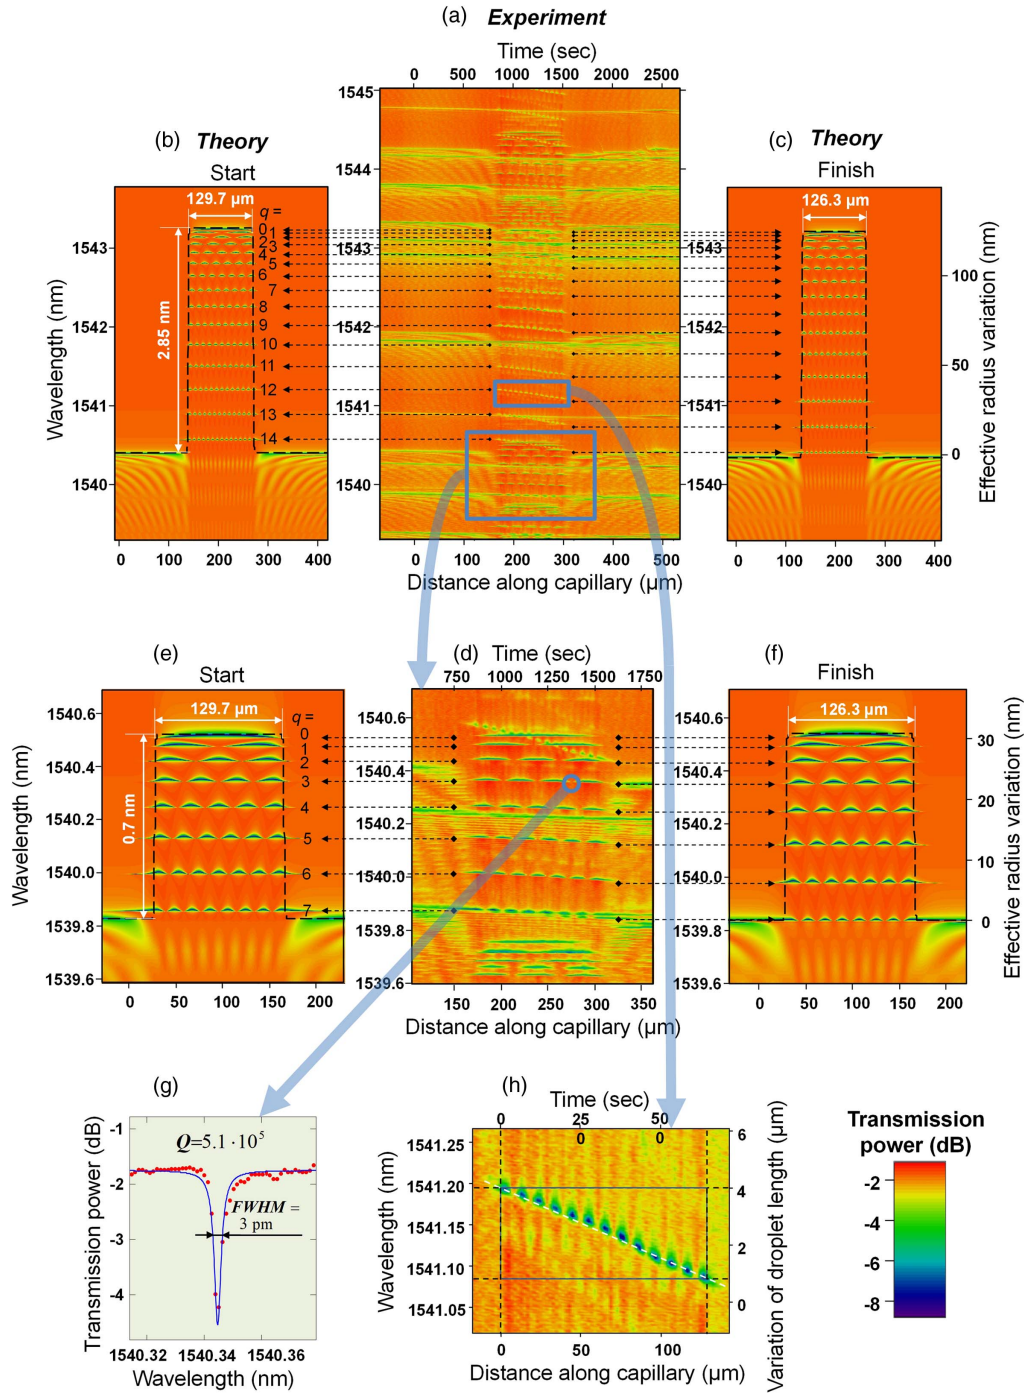 (a) Experiment
Time (sec)
0 500 1000 1500 2000 2500
1545
1544
1543
1542
1541
1540
0 100 200 300 400 500
Distance along capillary (µm)
(b) Theory
Start
129.7 µm
q =
0
1
2
3
4
5
6
7
8
9
10
11
12
13
14
2.85 nm
Wavelength (nm)
1543
1542
1541
1540
0 100 200 300 400
(c) Theory
Finish
126.3 µm
1543
1542
1541
1540
100
50
0
Effective radius variation (nm)
0 100 200 300 400
(e) Start
129.7 µm
q =
0
1
2
3
4
5
6
7
0.7 nm
Wavelength (nm)
1540.6
1540.4
1540.2
1540.0
1539.8
1539.6
0 50 100 150 200
(d) Time (sec)
750 1000 1250 1500 1750
1540.6
1540.4
1540.2
1540.0
1539.8
1539.6
150 200 250 300 350
Distance along capillary (µm)
(f) Finish
126.3 µm
1540.6
1540.4
1540.2
1540.0
1539.8
1539.6
30
20
10
0
Effective radius variation (nm)
0 50 100 150 200
(g)
Q=5.1 · 10⁵
FWHM =
3 pm
Transmission power (dB)
-1
-2
-3
-4
1540.32 1540.34 1540.36
Wavelength (nm)
(h)
Time (sec)
0 25 50
0 0
Wavelength (nm)
1541.25
1541.20
1541.15
1541.10
1541.05
6
4
2
0
Variation of droplet length (µm)
0 50 100
Distance along capillary (µm)
Transmission
power (dB)
-2
-4
-6
-8